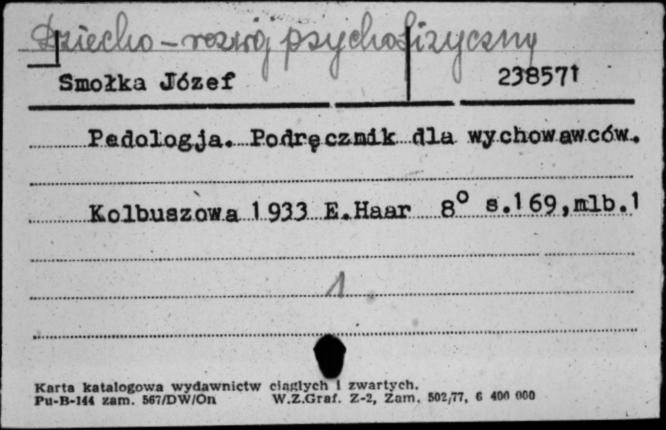 Dziecko – rozwój psychofizyczny
Smołka Józef 238571
Pedologja. Podręcznik dla wychowawców.
Kolbuszowa 1933 E.Haar 8° s.169,mlb.1
1
Karta katalogowa wydawnictw ciągłych i zwartych.
Pu-B-144 zam. 567/DW/On W.Z.Graf. Z-2, Zam. 502/77, 6 400 000